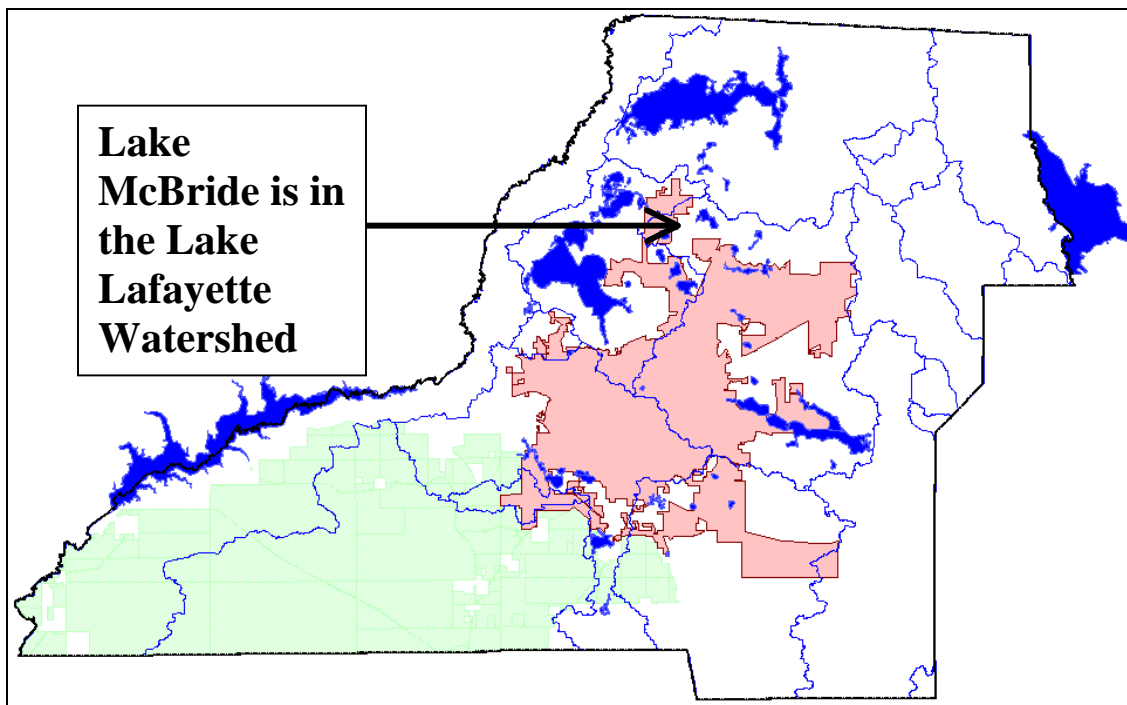 Lake
McBride is in
the Lake
Lafayette
Watershed